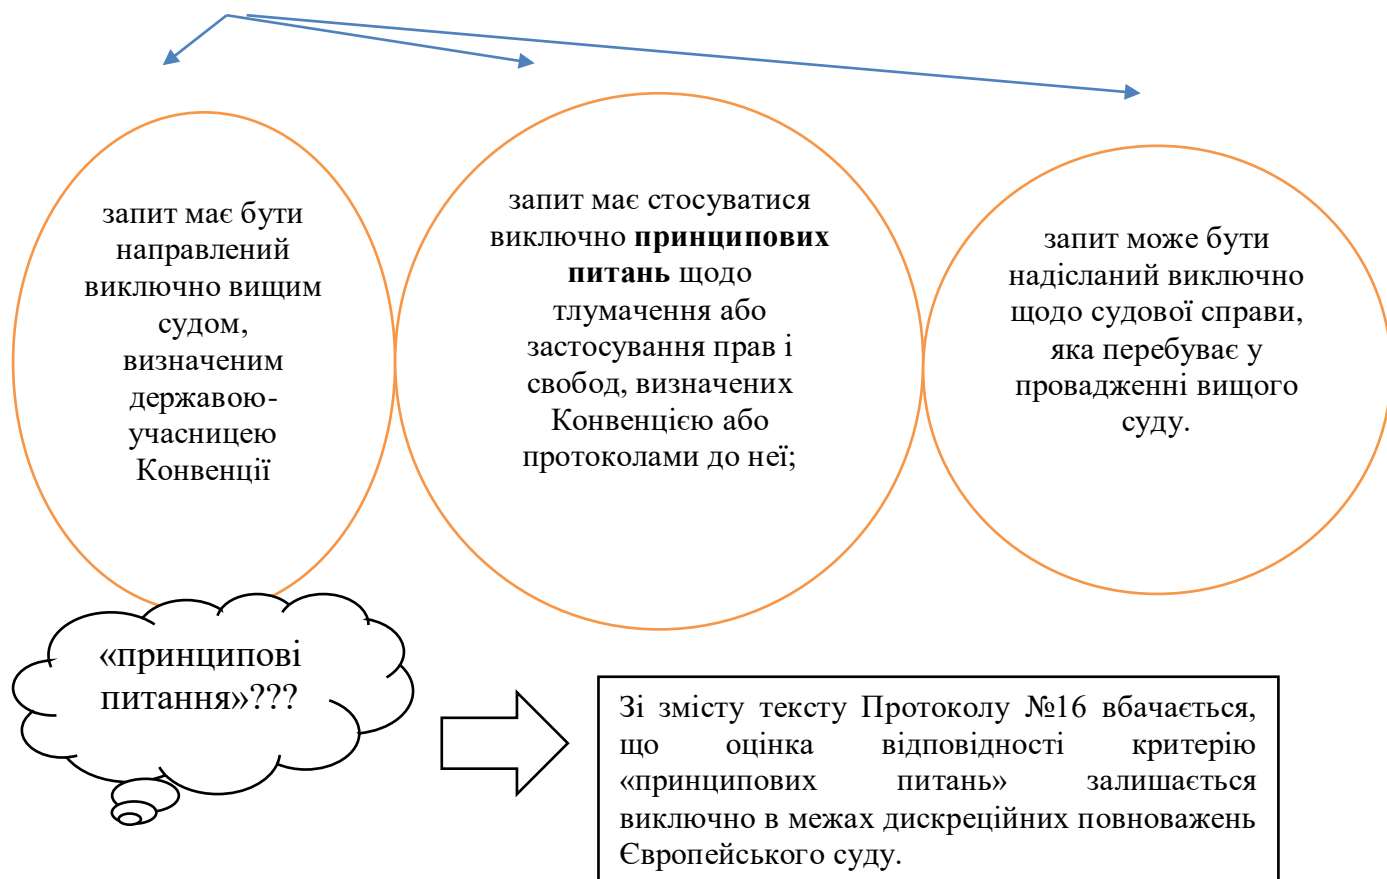 запит має бути
направлений
виключно вищим
судом,
визначеним
державою-
учасницею
Конвенції
запит має стосуватися
виключно принципових
питань щодо
тлумачення або
застосування прав і
свобод, визначених
Конвенцією або
протоколами до неї;
запит може бути
надісланий виключно
щодо судової справи,
яка перебуває у
провадженні вищого
суду.
«принципові
питання»???
Зі змісту тексту Протоколу №16 вбачається,
що оцінка відповідності критерію
«принципових питань» залишається
виключно в межах дискреційних повноважень
Європейського суду.